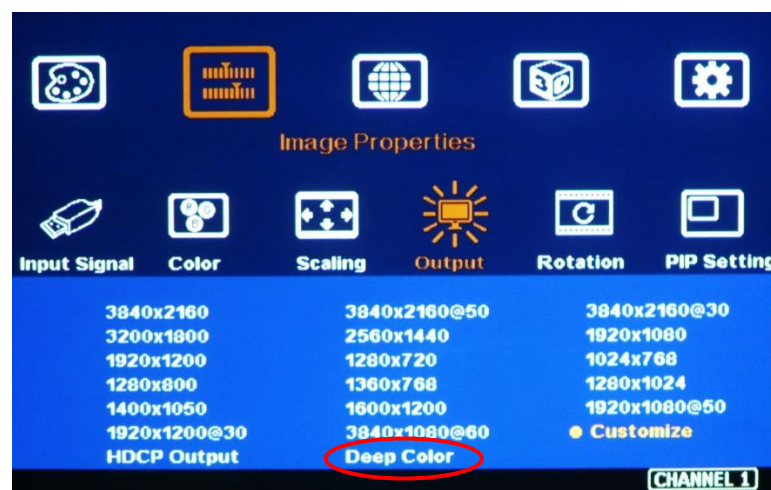 3D
Image Properties
R G
B
Input Signal Color Scaling Output Rotation PIP Setting
3840x2160 3840x2160@50 3840x2160@30
3200x1800 2560x1440 1920x1080
1920x1200 1280x720 1024x768
1280x800 1360x768 1280x1024
1400x1050 1600x1200 1920x1080@50
1920x1200@30 3840x1080@60 Customize
HDCP Output Deep Color
CHANNEL 1